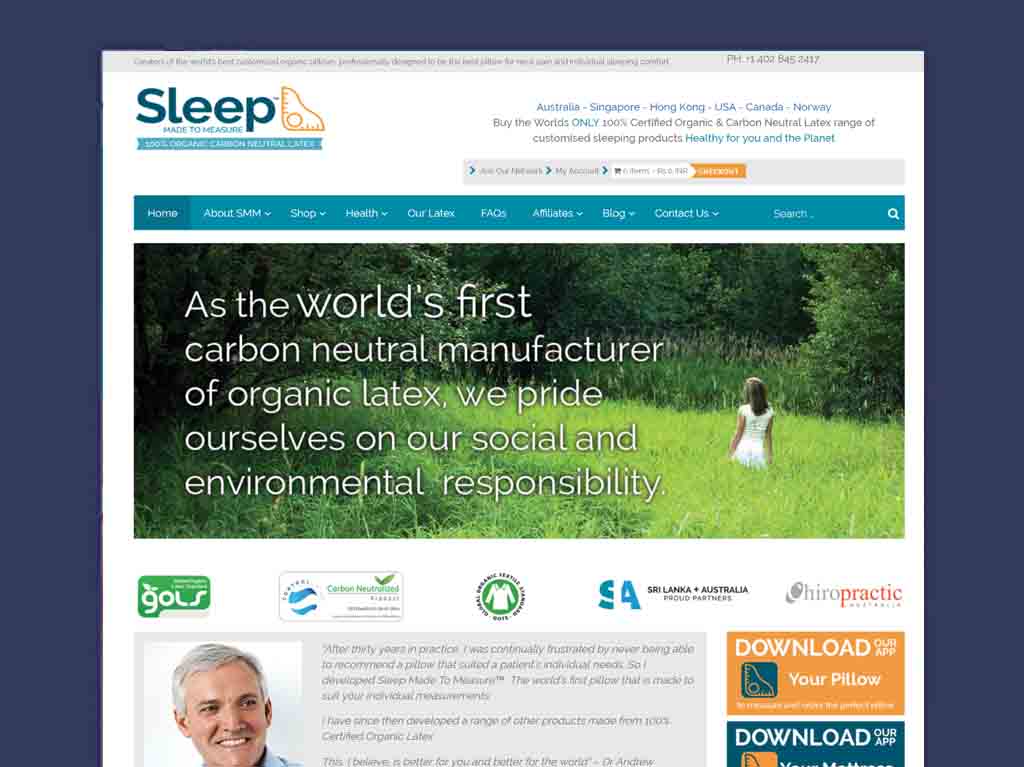 Creators of the world's best customised organic pillows, professionally designed to be the best pillow for neck pain and individual sleeping comfort.
PH: +1 402 845 2417
Sleep™
MADE TO MEASURE
100% ORGANIC CARBON NEUTRAL LATEX
Australia - Singapore - Hong Kong - USA - Canada - Norway
Buy the Worlds ONLY 100% Certified Organic & Carbon Neutral Latex range of
customised sleeping products Healthy for you and the Planet
Join Our Network My Account 0 items - Rs.0 INR CHECKOUT
Home About SMM Shop Health Our Latex FAQs Affiliates Blog Contact Us Search ...
As the world's first
carbon neutral manufacturer
of organic latex, we pride
ourselves on our social and
environmental responsibility.
gols
CONTROL
Carbon Neutralized
Product
GLOBAL ORGANIC TEXTILE STANDARD · GOTS ·
SA
SRI LANKA + AUSTRALIA
PROUD PARTNERS
Chiropractic
AUSTRALIA
"After thirty years in practice, I was continually frustrated by never being able
to recommend a pillow that suited a patient's individual needs. So I
developed Sleep Made To Measure™. The world's first pillow that is made to
suit your individual measurements.
I have since then developed a range of other products made from 100%
Certified Organic Latex.
This, I believe, is better for you and better for the world" – Dr Andrew
DOWNLOAD OUR APP
Your Pillow
to measure and order the perfect pillow
DOWNLOAD OUR APP
Your Mattress